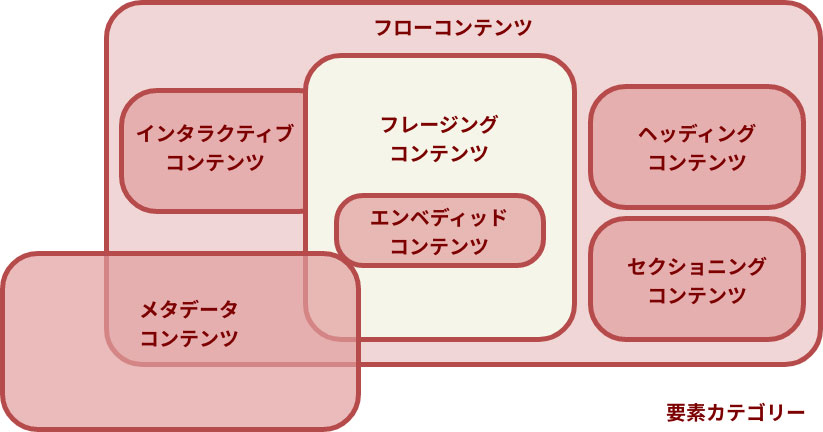 フローコンテンツ
インタラクティブ
コンテンツ
フレージング
コンテンツ
エンベディッド
コンテンツ
ヘッディング
コンテンツ
セクショニング
コンテンツ
メタデータ
コンテンツ
要素カテゴリー